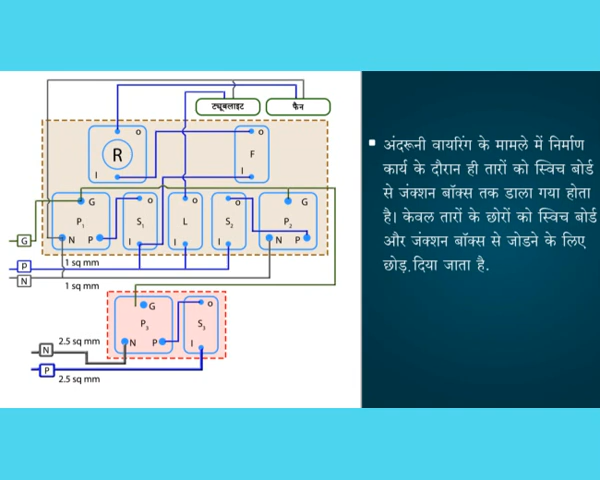 ट्यूबलाइट
फैन
O
R
I
O
F
I
G
P1
N P
O
S1
I
L
I
O
S2
I
G
P2
N P
G
P
1 sq mm
N
1 sq mm
G
P3
N P
O
S3
I
N
2.5 sq mm
P
2.5 sq mm
अंदरूनी वायरिंग के मामले में निर्माण
कार्य के दौरान ही तारों को स्विच बोर्ड
से जंक्शन बॉक्स तक डाला गया होता
है। केवल तारों के छोरों को स्विच बोर्ड
और जंक्शन बॉक्स से जोडने के लिए
छोड़ दिया जाता है.